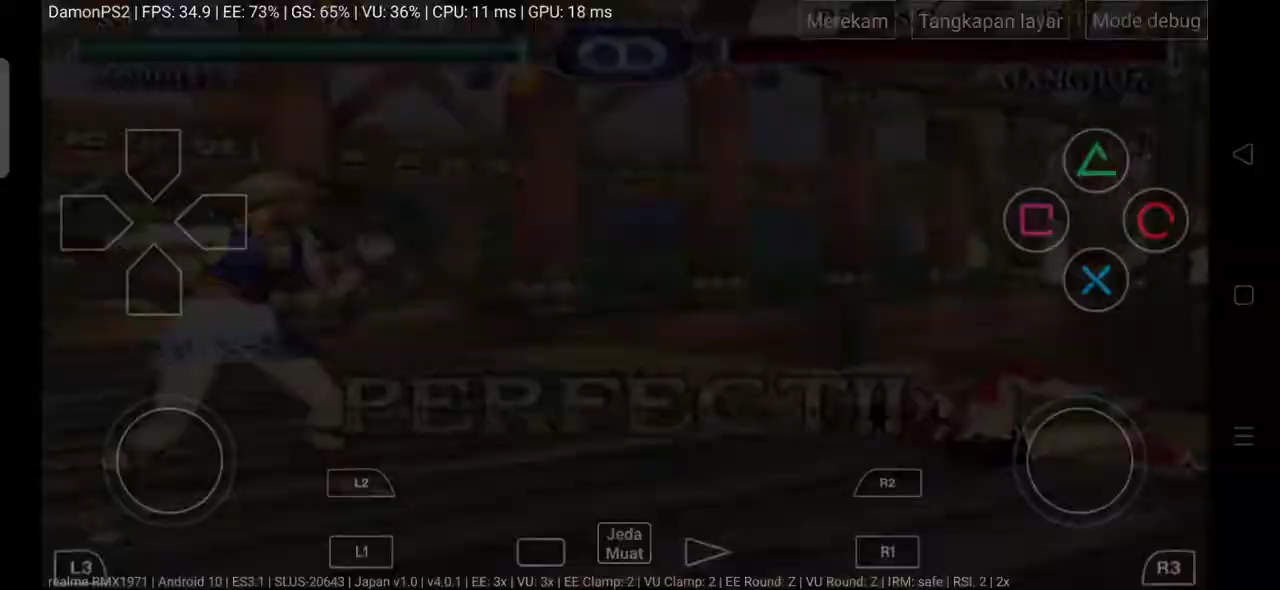 DamonPS2 | FPS: 34.9 | EE: 73% | GS: 65% | VU: 36% | CPU: 11 ms | GPU: 18 ms
Merekam
Tangkapan layar
Mode debug
PERFECT!!
L2
R2
Jeda
Muat
L1
R1
L3
R3
realme RMX1971 | Android 10 | ES3.1 | SLUS-20643 | Japan v1.0 | v4.0.1 | EE: 3x | VU: 3x | EE Clamp: 2 | VU Clamp: 2 | EE Round: Z | VU Round: Z | IRM: safe | RSI, 2 | 2x